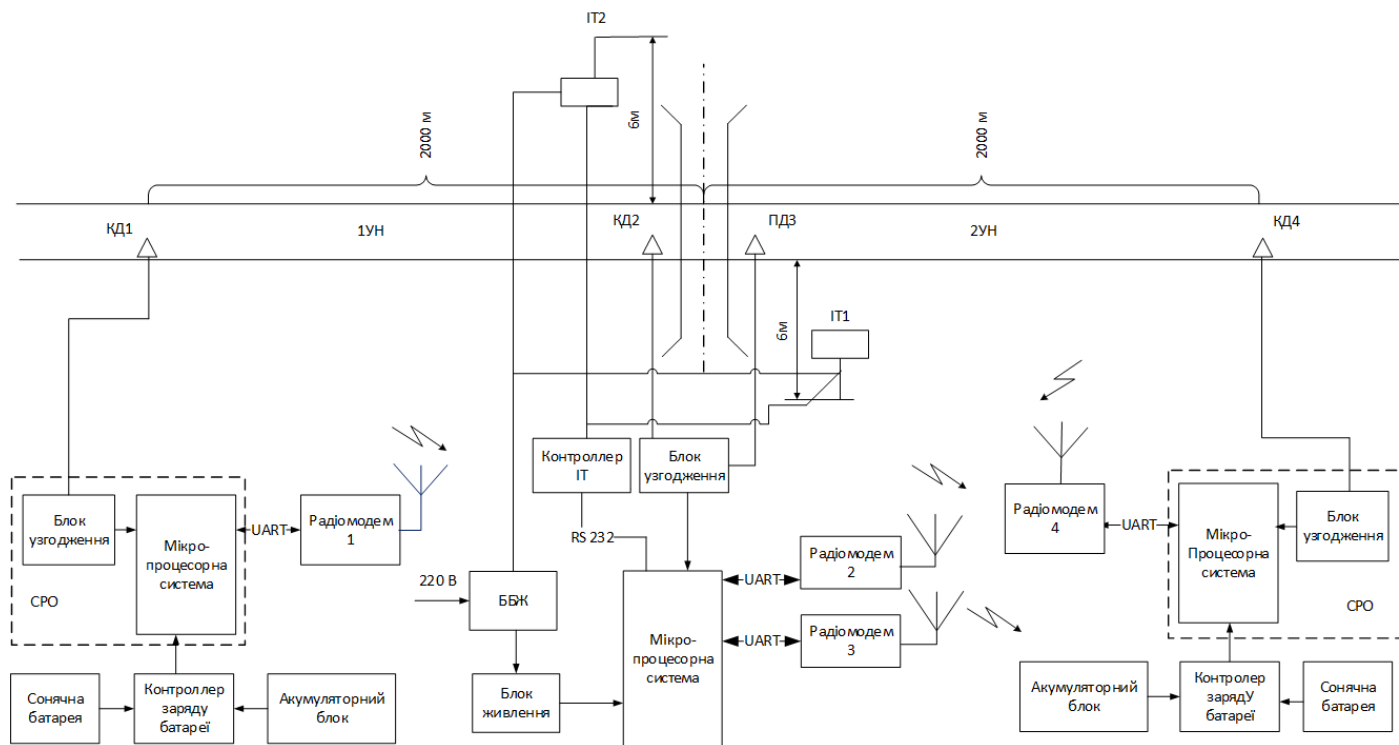 ІТ2
2000 м
6м
2000 м
КД1
1УН
КД2
ПД3
2УН
КД4
ІТ1
6м
Контроллер
ІТ
Блок
узгодження
Блок
узгодження
Мікро-
процесорна
система
СРО
UART
Радіомодем
1
RS 232
220 В
ББЖ
Блок
живлення
Мікро-
процесорна
система
UART
Радіомодем
2
UART
Радіомодем
3
Радіомодем
4
UART
Мікро-
Процесорна
система
Блок
узгодження
СРО
Сонячна
батарея
Контроллер
заряду
батареї
Акумуляторний
блок
Акумуляторний
блок
Контролер
зарядУ
батареї
Сонячна
батарея